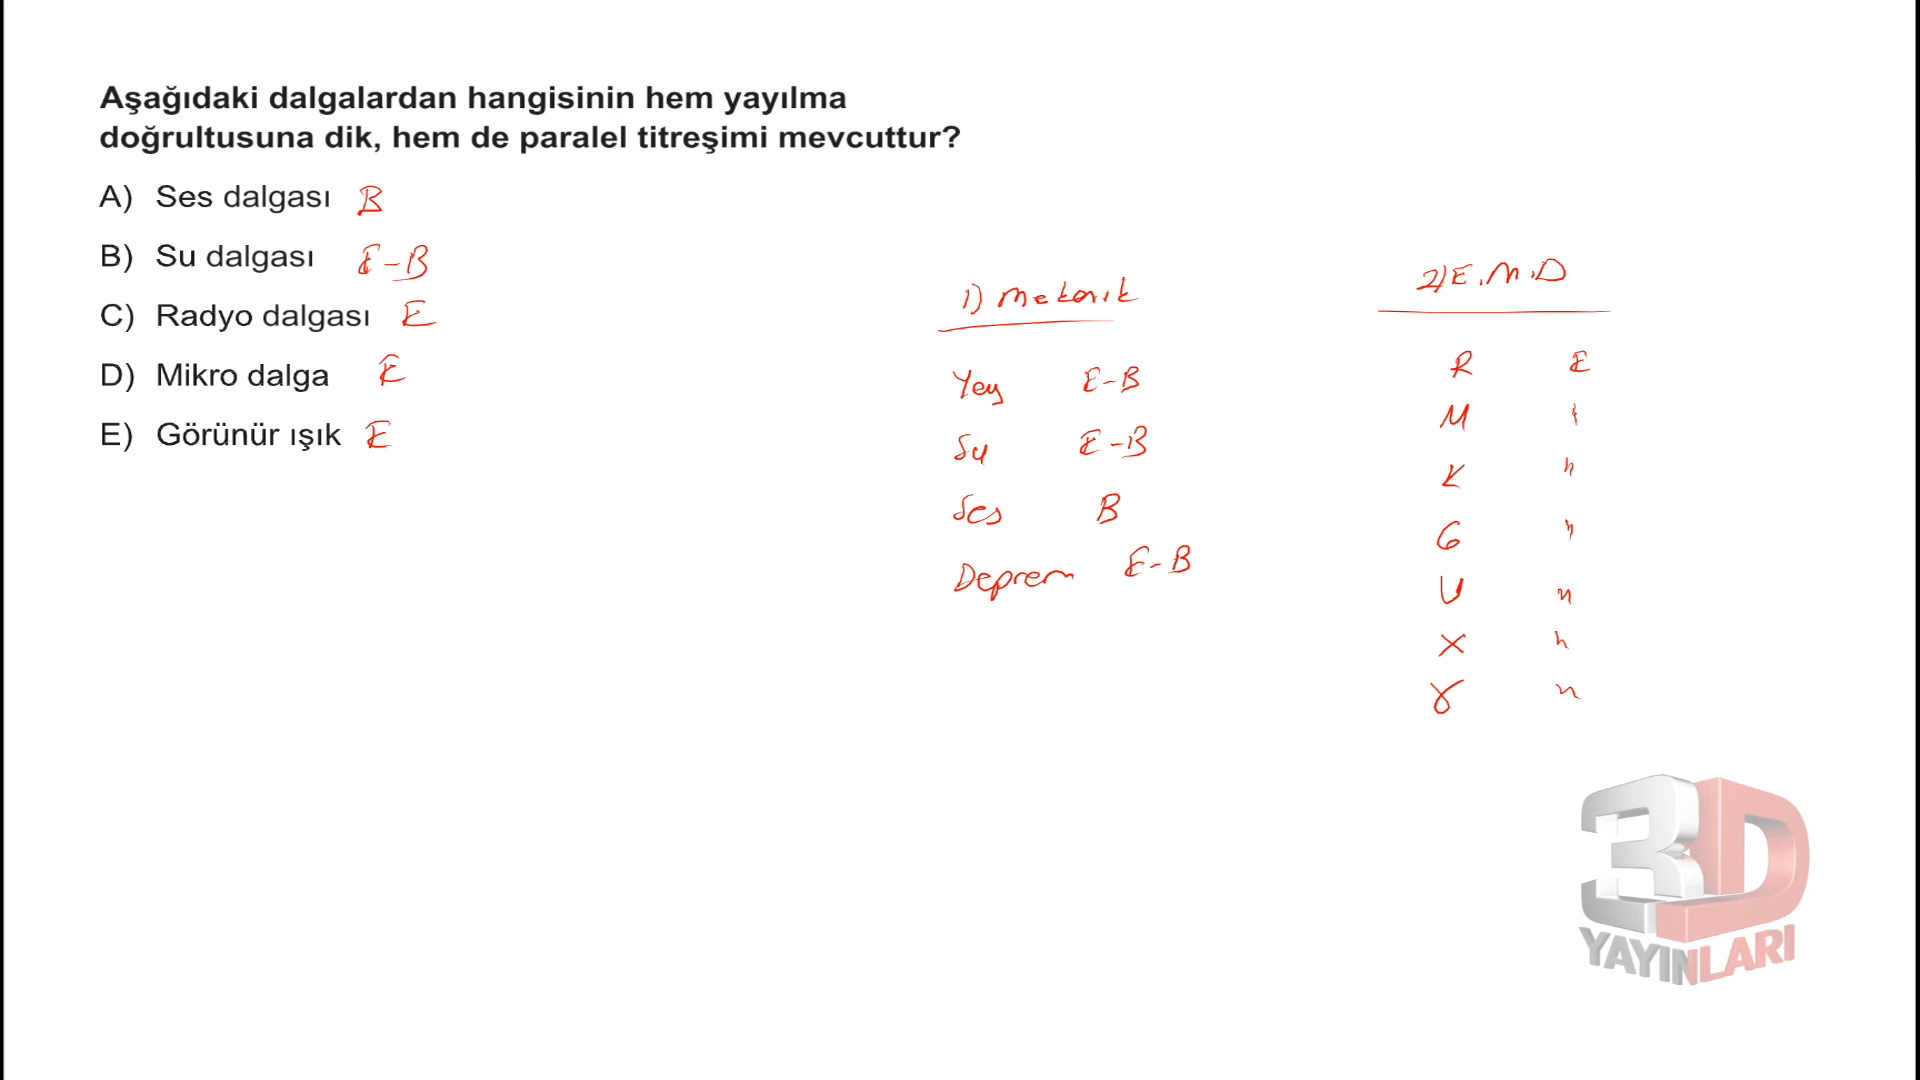 Aşağıdaki dalgalardan hangisinin hem yayılma
doğrultusuna dik, hem de paralel titreşimi mevcuttur?
A) Ses dalgası B
B) Su dalgası E-B
C) Radyo dalgası E
D) Mikro dalga E
E) Görünür ışık E
1) Mekanik
Yay E-B
Su E-B
Ses B
Deprem E-B
2) E.M.D
R E
M "
K "
G "
U "
X "
γ "
3D
YAYINLARI